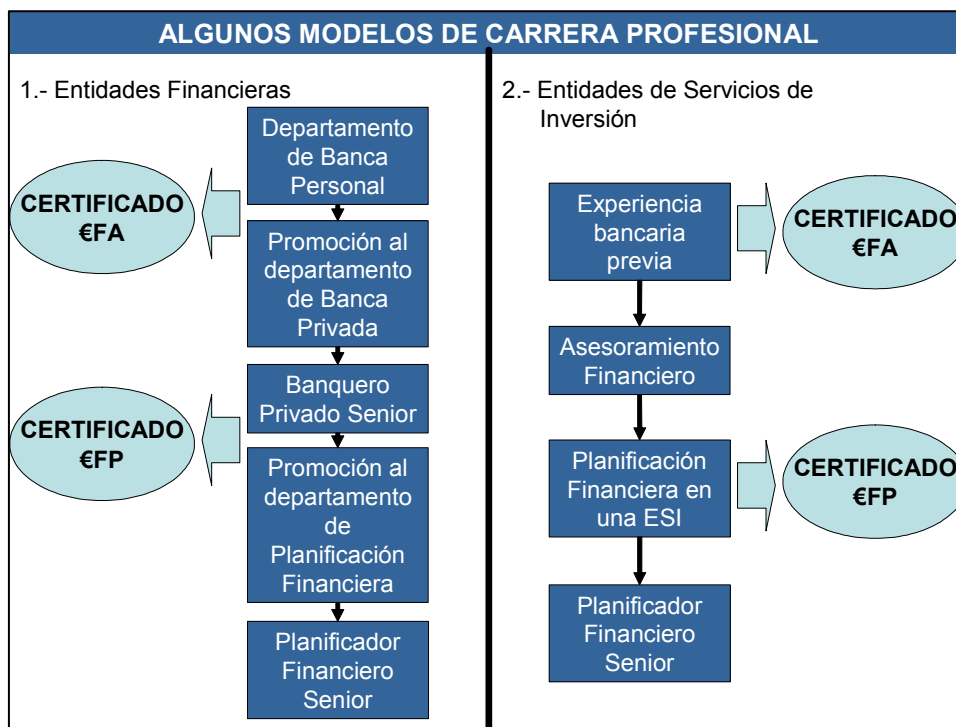 ALGUNOS MODELOS DE CARRERA PROFESIONAL
1.- Entidades Financieras
Departamento
de Banca
Personal
CERTIFICADO
€FA
Promoción al
departamento
de Banca
Privada
Banquero
Privado Senior
CERTIFICADO
€FP
Promoción al
departamento
de
Planificación
Financiera
Planificador
Financiero
Senior
2.- Entidades de Servicios de
Inversión
Experiencia
bancaria
previa
CERTIFICADO
€FA
Asesoramiento
Financiero
Planificación
Financiera en
una ESI
CERTIFICADO
€FP
Planificador
Financiero
Senior